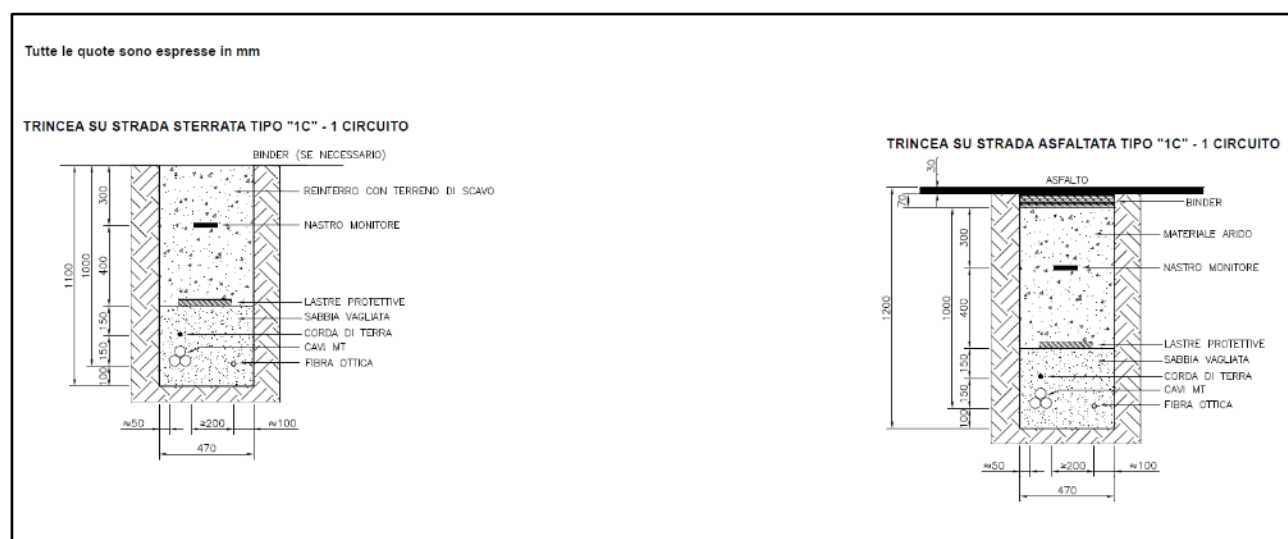 Tutte le quote sono espresse in mm
TRINCEA SU STRADA STERRATA TIPO "1C" - 1 CIRCUITO
BINDER (SE NECESSARIO)
REINTERRO CON TERRENO DI SCAVO
NASTRO MONITORE
LASTRE PROTETTIVE
SABBIA VAGLIATA
CORDA DI TERRA
CAVI MT
FIBRA OTTICA
1100
1000
300
400
150
150
100
≈50
≥200
≈100
470
TRINCEA SU STRADA ASFALTATA TIPO "1C" - 1 CIRCUITO
30
ASFALTO
70
BINDER
MATERIALE ARIDO
NASTRO MONITORE
LASTRE PROTETTIVE
SABBIA VAGLIATA
CORDA DI TERRA
CAVI MT
FIBRA OTTICA
1200
1000
300
400
150
150
100
≈50
≥200
≈100
470